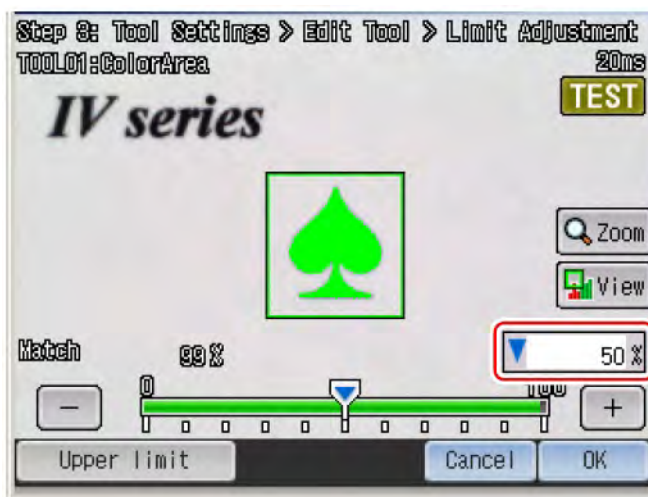 Step 3: Tool Settings > Edit Tool > Limit Adjustment
TOOL01:ColorArea
20ms
TEST
IV series
Zoom
View
Match 99%
50 %
0 100
− +
Upper limit Cancel OK